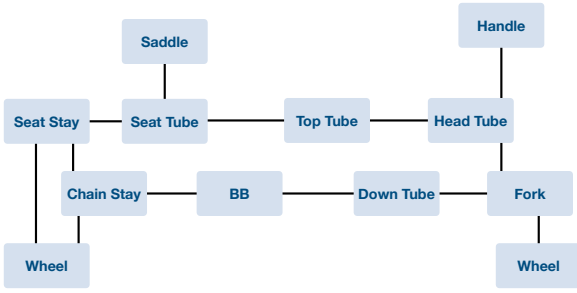 Saddle
Handle
Seat Stay
Seat Tube
Top Tube
Head Tube
Chain Stay
BB
Down Tube
Fork
Wheel
Wheel